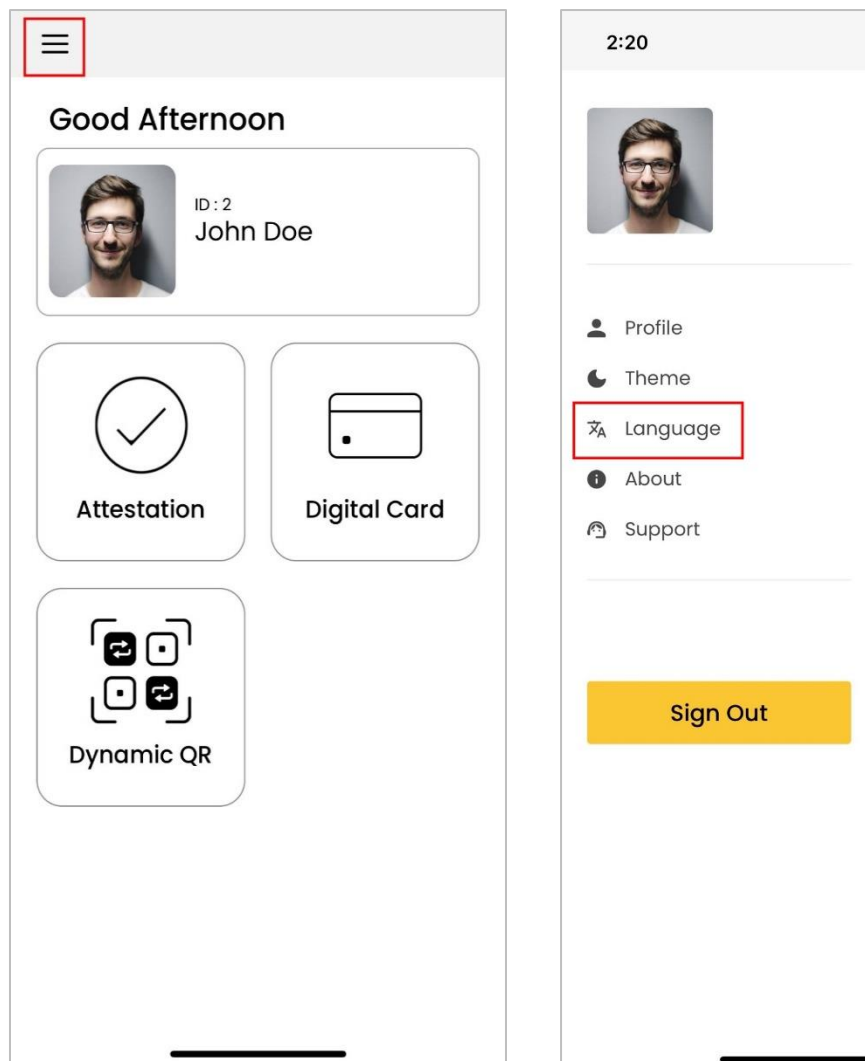 Good Afternoon
ID : 2
John Doe
Attestation
Digital Card
Dynamic QR
2:20
Profile
Theme
Language
About
Support
Sign Out